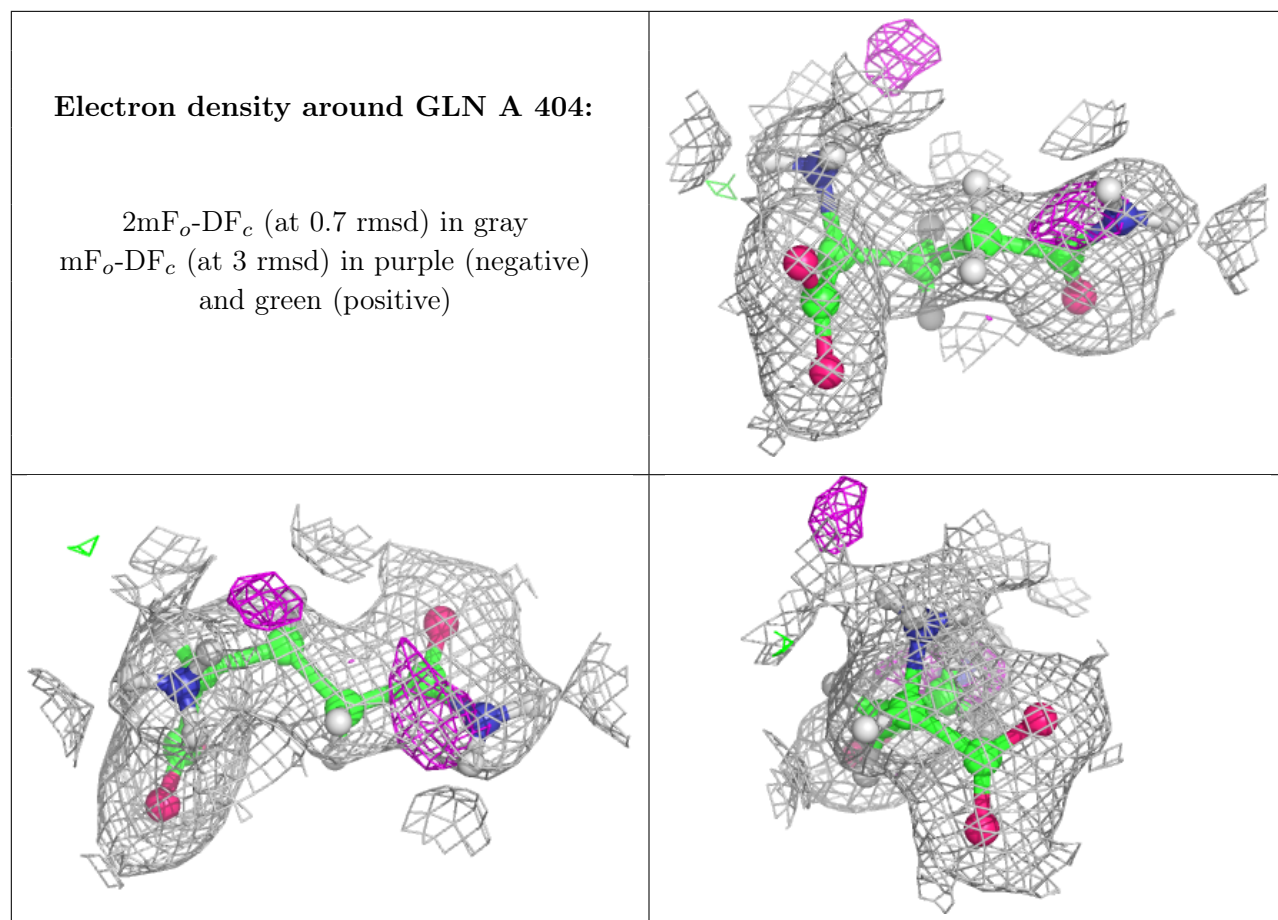 Electron density around GLN A 404:
2mFₒ-DF𝒸 (at 0.7 rmsd) in gray
mFₒ-DF𝒸 (at 3 rmsd) in purple (negative)
and green (positive)